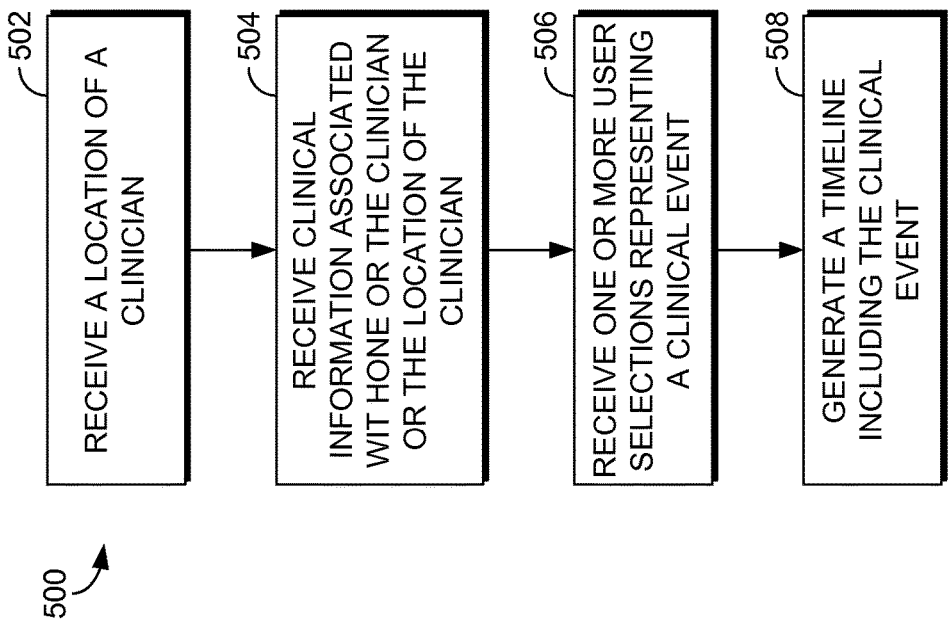 500
502
RECEIVE A LOCATION OF A
CLINICIAN
504
RECEIVE CLINICAL
INFORMATION ASSOCIATED
WIT HONE OR THE CLINICIAN
OR THE LOCATION OF THE
CLINICIAN
506
RECEIVE ONE OR MORE USER
SELECTIONS REPRESENTING
A CLINICAL EVENT
508
GENERATE A TIMELINE
INCLUDING THE CLINICAL
EVENT